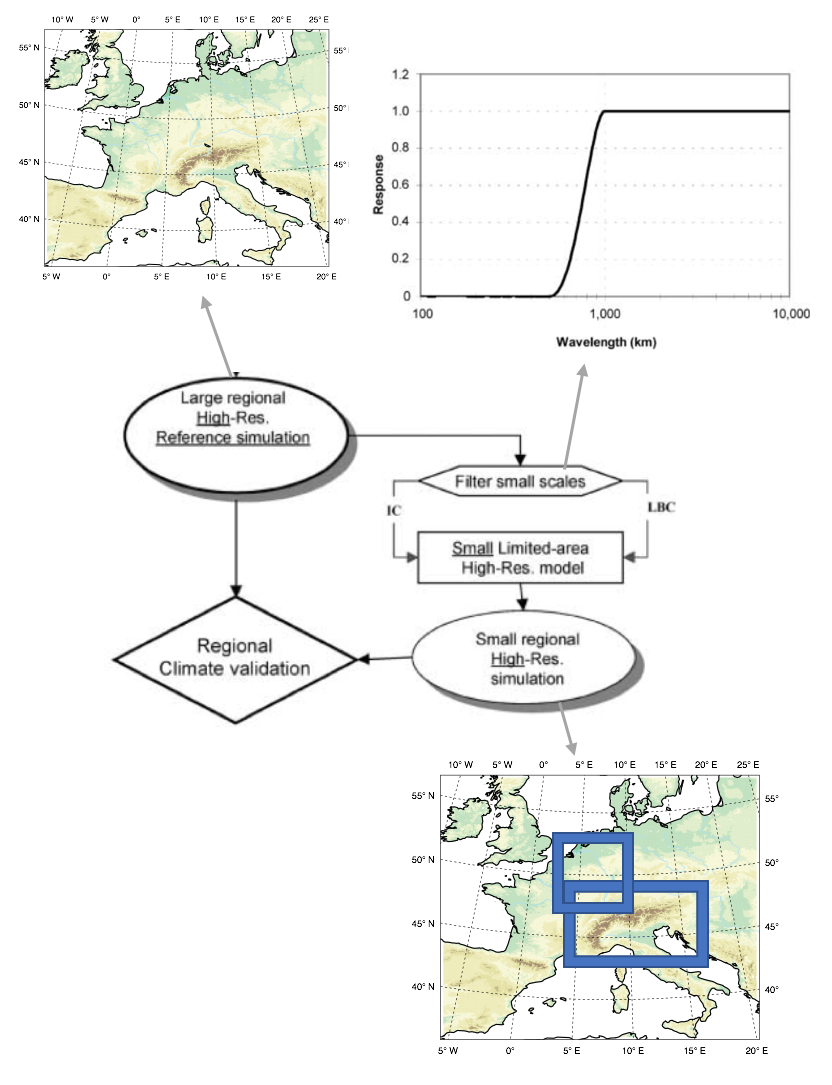 10° W 5° W 0° 5° E 10° E 15° E 20° E 25° E
55° N 55°
50° N 50°
45° N 45°
40° N 40°
5° W 0° 5° E 10° E 15° E 20° E
1.2
1.0
0.8
0.6
0.4
0.2
0
Response
100 1,000 10,000
Wavelength (km)
Large regional
High-Res.
Reference simulation
Filter small scales
IC
LBC
Small Limited-area
High-Res. model
Regional
Climate validation
Small regional
High-Res.
simulation
10° W 5° W 0° 5° E 10° E 15° E 20° E 25° E
55° N 55°
50° N 50°
45° N 45°
40° N 40°
5° W 0° 5° E 10° E 15° E 20° E